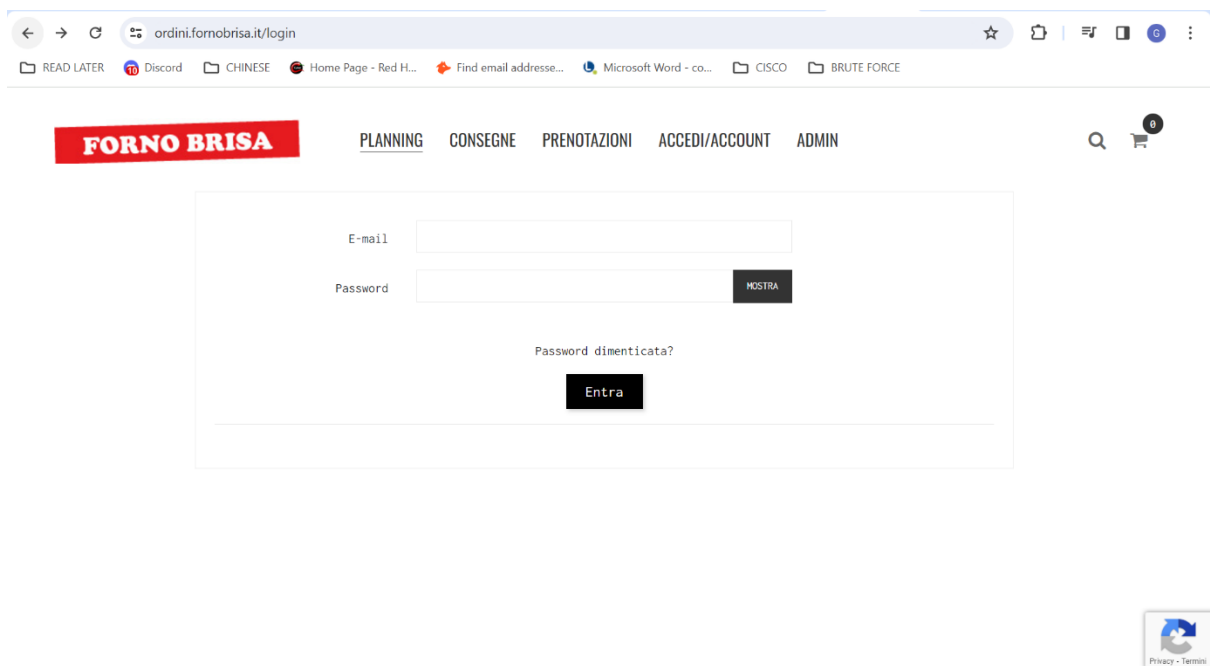 ordini.fornobrisa.it/login
G
READ LATER Discord CHINESE Home Page - Red H... Find email addresse... Microsoft Word - co... CISCO BRUTE FORCE
FORNO BRISA PLANNING CONSEGNE PRENOTAZIONI ACCEDI/ACCOUNT ADMIN 0
E-mail
Password MOSTRA
Password dimenticata?
Entra
Privacy - Termini